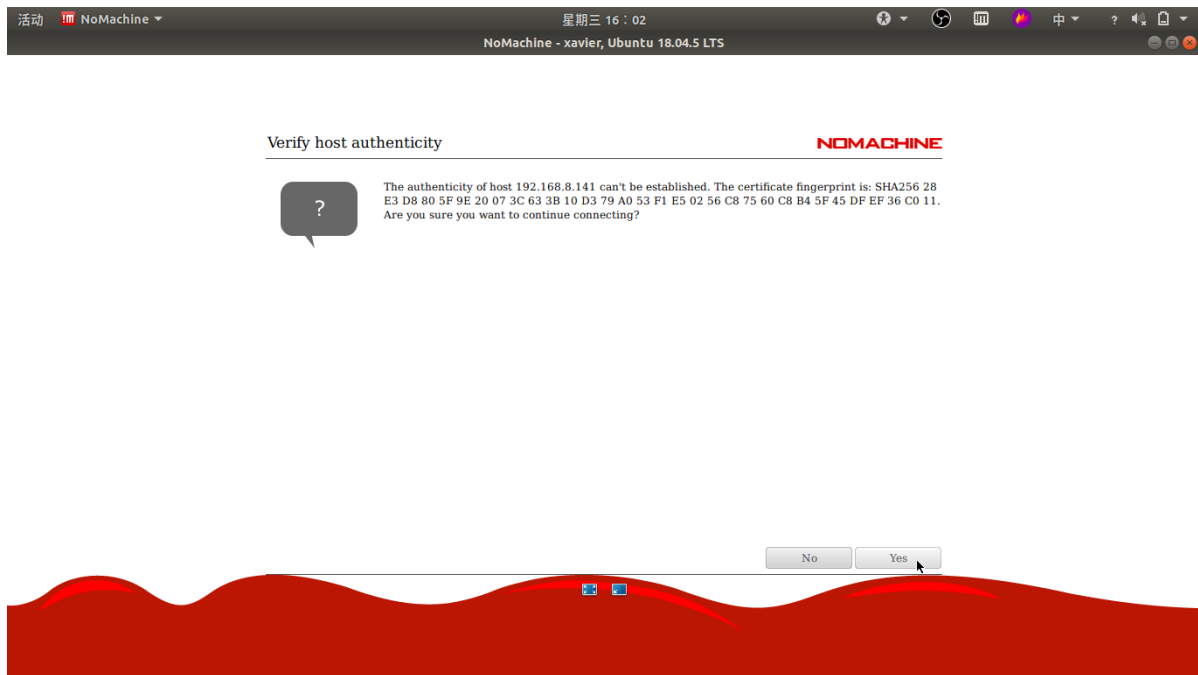 活动 NoMachine 星期三 16:02 中 ?
NoMachine - xavier, Ubuntu 18.04.5 LTS
Verify host authenticity NOMACHINE
? The authenticity of host 192.168.8.141 can't be established. The certificate fingerprint is: SHA256 28
E3 D8 80 5F 9E 20 07 3C 63 3B 10 D3 79 A0 53 F1 E5 02 56 C8 75 60 C8 B4 5F 45 DF EF 36 C0 11.
Are you sure you want to continue connecting?
No Yes